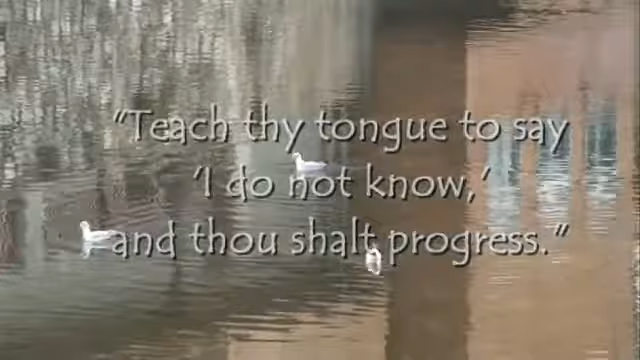 "Teach thy tongue to say
'I do not know,'
and thou shalt progress."